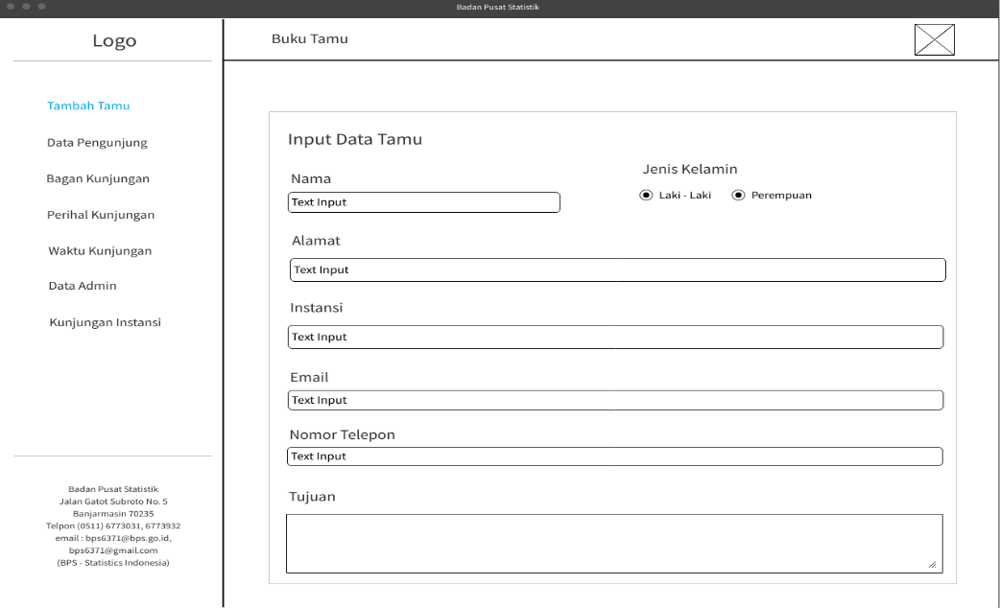 Badan Pusat Statistik
Logo
Buku Tamu
Tambah Tamu
Data Pengunjung
Bagan Kunjungan
Perihal Kunjungan
Waktu Kunjungan
Data Admin
Kunjungan Instansi
Badan Pusat Statistik
Jalan Gatot Subroto No. 5
Banjarmasin 70235
Telpon (0511) 6773031, 6773932
email : bps6371@bps.go.id,
bps6371@gmail.com
(BPS - Statistics Indonesia)
Input Data Tamu
Nama
Text Input
Jenis Kelamin
Laki - Laki
Perempuan
Alamat
Text Input
Instansi
Text Input
Email
Text Input
Nomor Telepon
Text Input
Tujuan